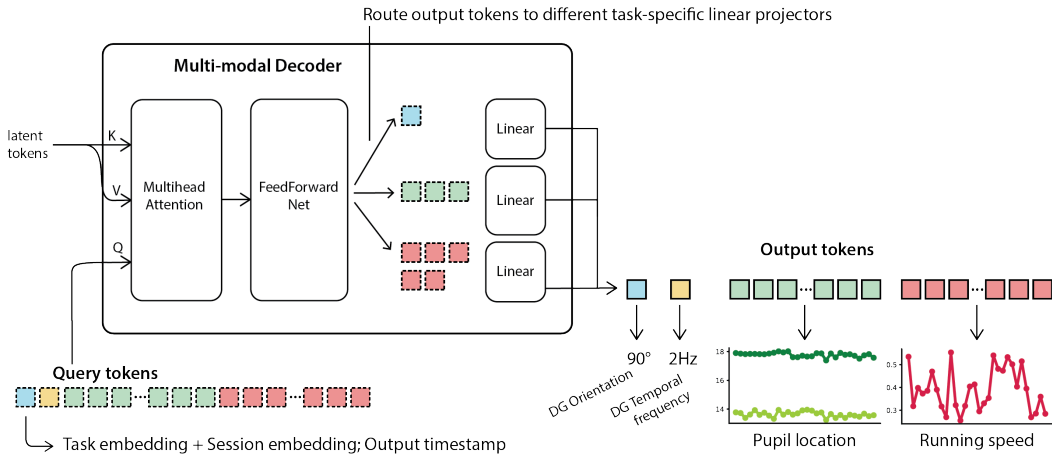 Route output tokens to different task-specific linear projectors
Multi-modal Decoder
latent
tokens
K
V
Q
Multihead
Attention
FeedForward
Net
Linear
Linear
Linear
Output tokens
...
...
90°
2Hz
DG Orientation
DG Temporal
frequency
18
16
14
Pupil location
0.5
0.4
0.3
Running speed
Query tokens
...
...
Task embedding + Session embedding; Output timestamp